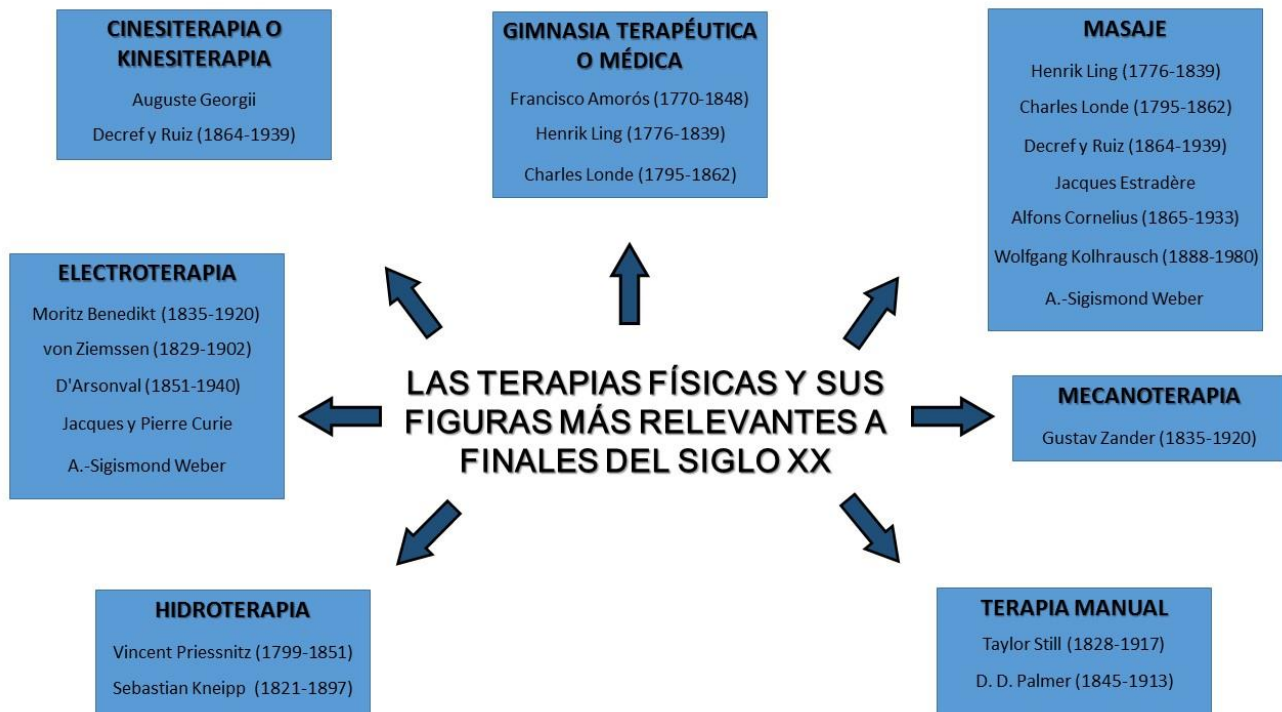 CINESITERAPIA O
KINESITERAPIA
Auguste Georgii
Decref y Ruiz (1864-1939)
GIMNASIA TERAPÉUTICA
O MÉDICA
Francisco Amorós (1770-1848)
Henrik Ling (1776-1839)
Charles Londe (1795-1862)
MASAJE
Henrik Ling (1776-1839)
Charles Londe (1795-1862)
Decref y Ruiz (1864-1939)
Jacques Estradère
Alfons Cornelius (1865-1933)
Wolfgang Kolhrausch (1888-1980)
A.-Sigismond Weber
ELECTROTERAPIA
Moritz Benedikt (1835-1920)
von Ziemssen (1829-1902)
D'Arsonval (1851-1940)
Jacques y Pierre Curie
A.-Sigismond Weber
LAS TERAPIAS FÍSICAS Y SUS
FIGURAS MÁS RELEVANTES A
FINALES DEL SIGLO XX
MECANOTERAPIA
Gustav Zander (1835-1920)
HIDROTERAPIA
Vincent Priessnitz (1799-1851)
Sebastian Kneipp (1821-1897)
TERAPIA MANUAL
Taylor Still (1828-1917)
D. D. Palmer (1845-1913)